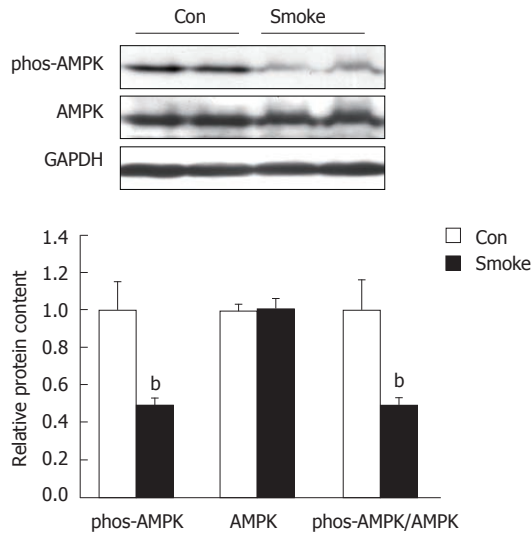 Con Smoke
phos-AMPK
AMPK
GAPDH
1.4
1.2
1.0
0.8
0.6
0.4
0.2
0.0
Relative protein content
Con
Smoke
b
b
phos-AMPK AMPK phos-AMPK/AMPK